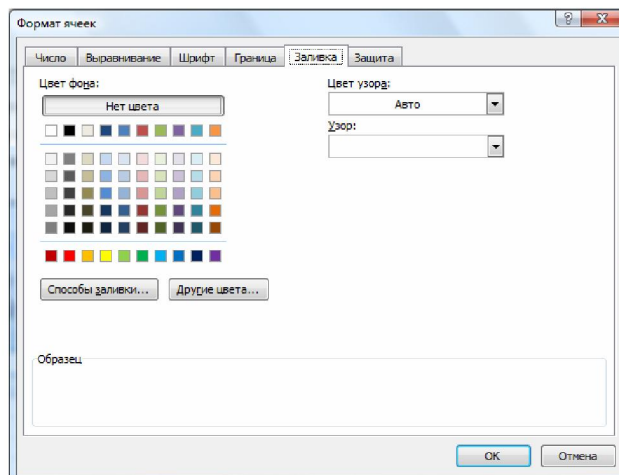 Формат ячеек
Число Выравнивание Шрифт Граница Заливка Защита
Цвет фона:
Нет цвета
Способы заливки...
Другие цвета...
Цвет узора:
Авто
Узор:
Образец
OK
Отмена